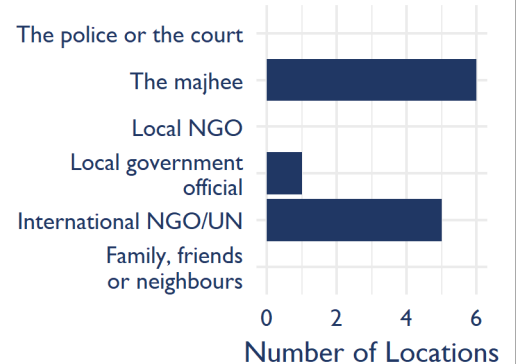 The police or the court
The majhee
Local NGO
Local government
official
International NGO/UN
Family, friends
or neighbours
0 2 4 6
Number of Locations